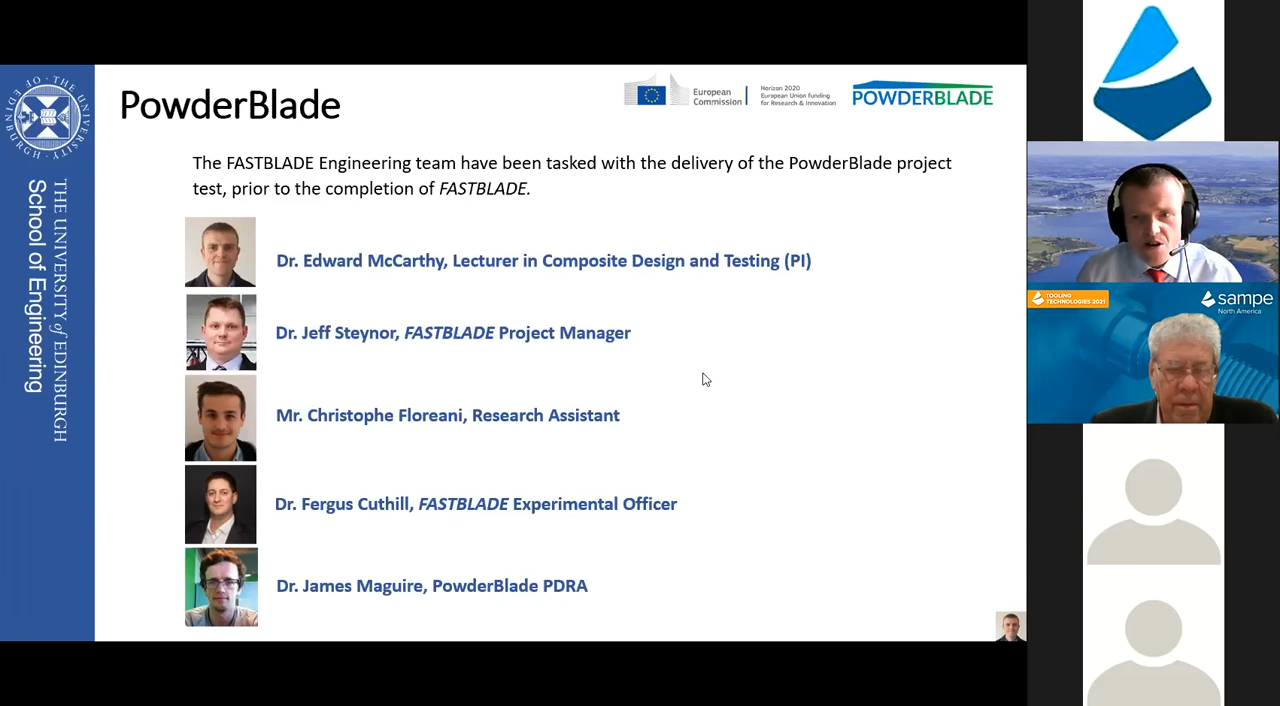 THE UNIVERSITY OF EDINBURGH
THE UNIVERSITY of EDINBURGH
School of Engineering
PowderBlade
European
Commission
Horizon 2020
European Union funding
for Research & Innovation
POWDERBLADE
The FASTBLADE Engineering team have been tasked with the delivery of the PowderBlade project
test, prior to the completion of FASTBLADE.
Dr. Edward McCarthy, Lecturer in Composite Design and Testing (PI)
Dr. Jeff Steynor, FASTBLADE Project Manager
Mr. Christophe Floreani, Research Assistant
Dr. Fergus Cuthill, FASTBLADE Experimental Officer
Dr. James Maguire, PowderBlade PDRA
TOOLING
TECHNOLOGIES 2021
sampe
North America